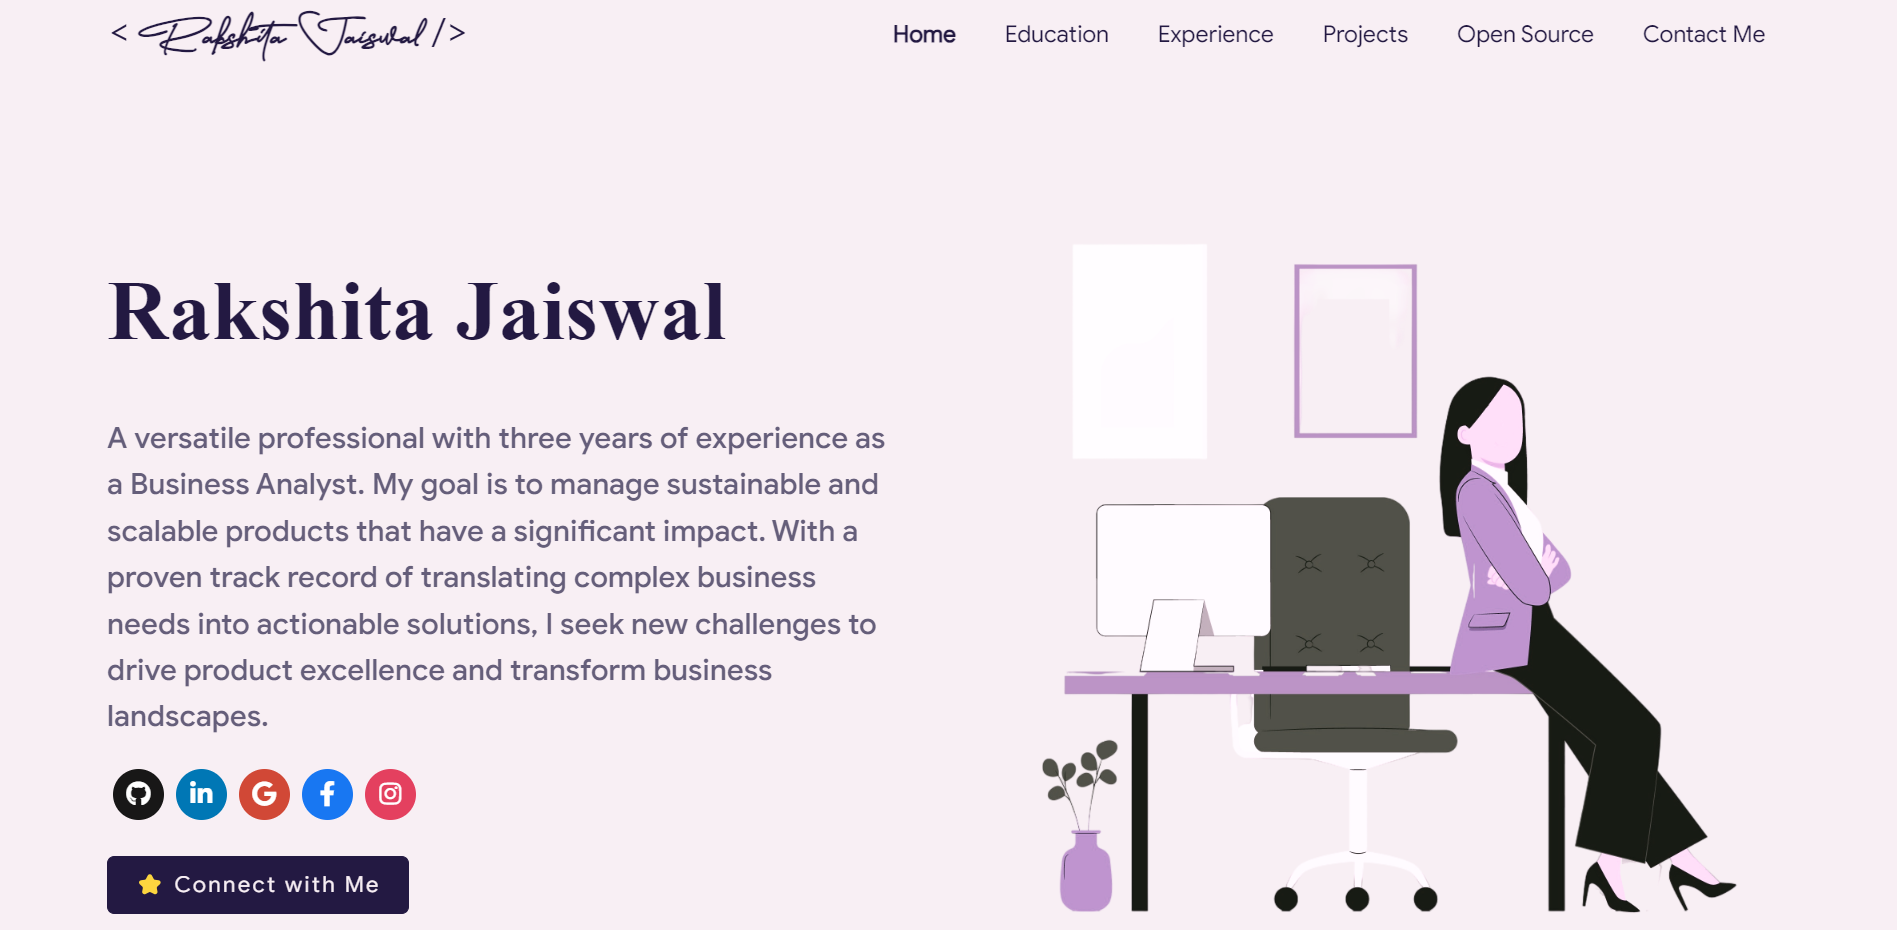 < Rakshita Jaiswal />
Home Education Experience Projects Open Source Contact Me
Rakshita Jaiswal
A versatile professional with three years of experience as
a Business Analyst. My goal is to manage sustainable and
scalable products that have a significant impact. With a
proven track record of translating complex business
needs into actionable solutions, I seek new challenges to
drive product excellence and transform business
landscapes.
Connect with Me